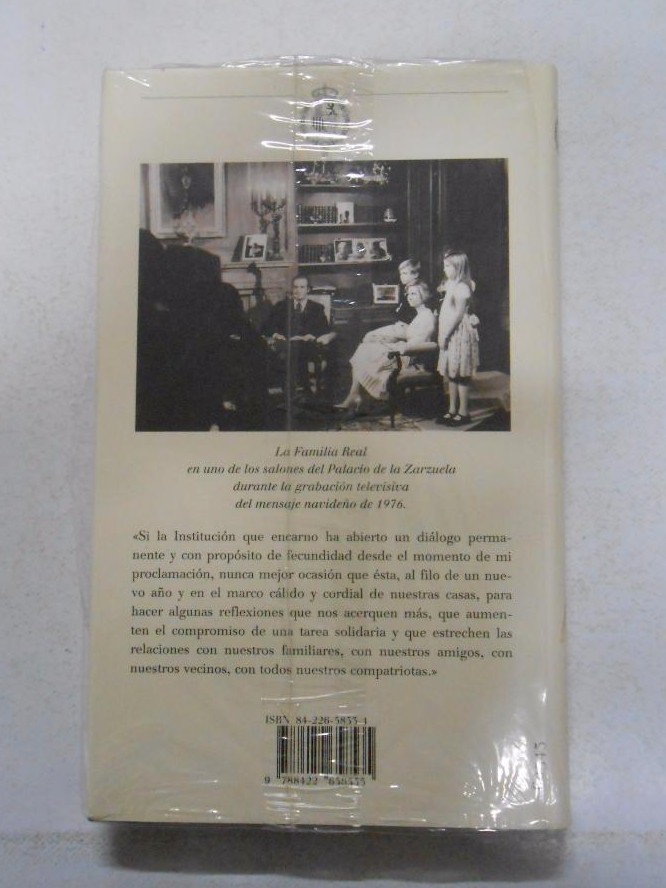 La Familia Real
en uno de los salones del Palacio de la Zarzuela
durante la grabación televisiva
del mensaje navideño de 1976.
«Si la Institución que encarno ha abierto un diálogo perma-
nente y con propósito de fecundidad desde el momento de mi
proclamación, nunca mejor ocasión que ésta, al filo de un nue-
vo año y en el marco cálido y cordial de nuestras casas, para
hacer algunas reflexiones que nos acerquen más, que aumen-
ten el compromiso de una tarea solidaria y que estrechen las
relaciones con nuestros familiares, con nuestros amigos, con
nuestros vecinos, con todos nuestros compatriotas.»
ISBN
9 788422